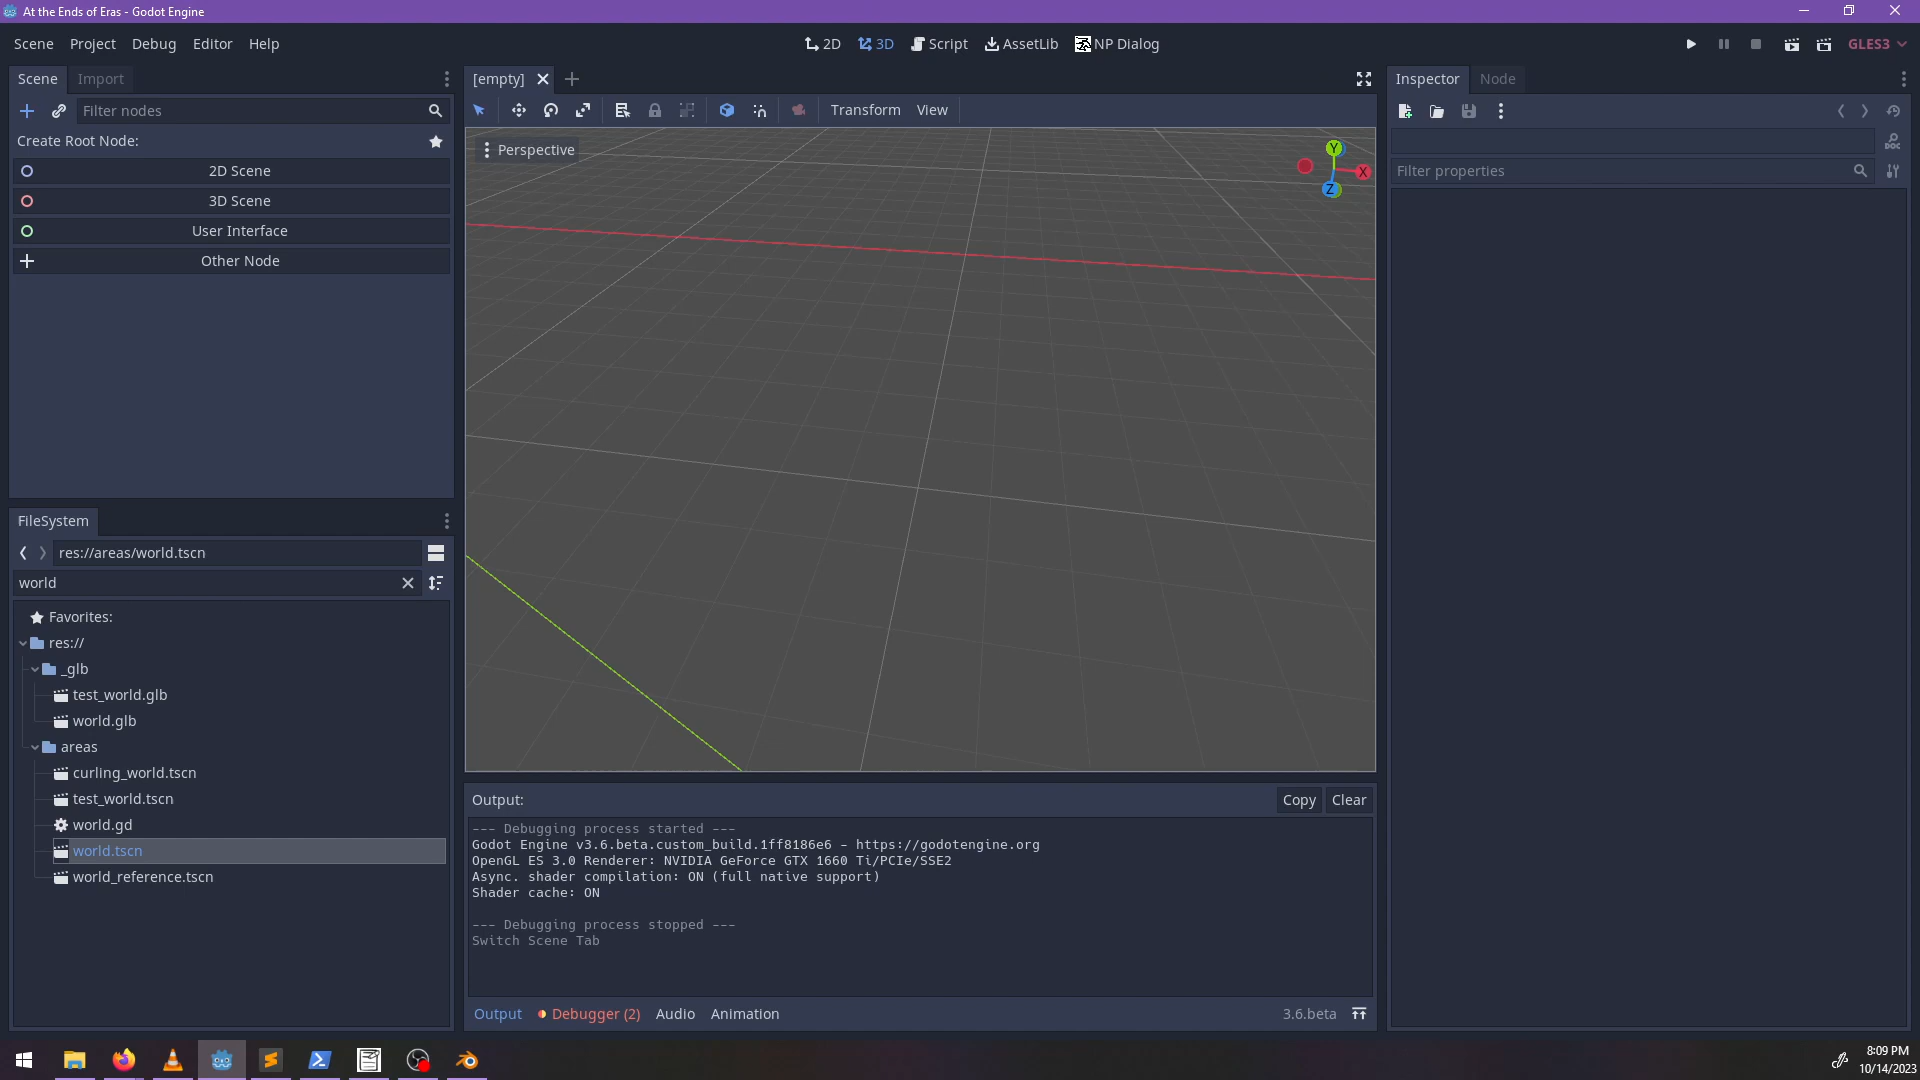 At the Ends of Eras - Godot Engine
Scene Project Debug Editor Help
2D 3D Script AssetLib NP Dialog
GLES3
Scene Import
Filter nodes
Create Root Node:
2D Scene
3D Scene
User Interface
Other Node
FileSystem
res://areas/world.tscn
world
Favorites:
res://
_glb
test_world.glb
world.glb
areas
curling_world.tscn
test_world.tscn
world.gd
world.tscn
world_reference.tscn
[empty]
Transform View
Perspective
Y
X
Z
Output:
Copy Clear
--- Debugging process started ---
Godot Engine v3.6.beta.custom_build.1ff8186e6 - https://godotengine.org
OpenGL ES 3.0 Renderer: NVIDIA GeForce GTX 1660 Ti/PCIe/SSE2
Async. shader compilation: ON (full native support)
Shader cache: ON
--- Debugging process stopped ---
Switch Scene Tab
Output Debugger (2) Audio Animation
3.6.beta
Inspector Node
DOC
Filter properties
8:09 PM
10/14/2023